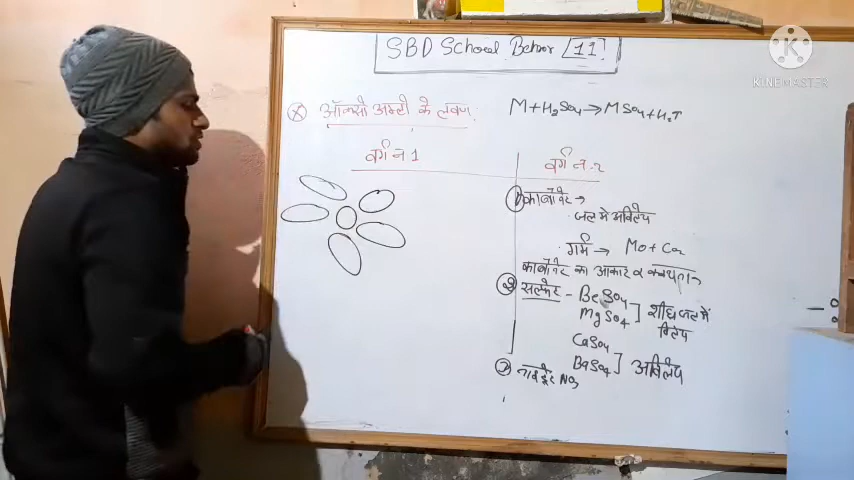 SBD School Behror [11]
ऑक्सो अम्लो के लवण
M+H₂SO₄→MSO₄+H₂↑
वर्ग न 1
वर्ग न. 2
① कार्बोनेट →
· जल मे अविलेय
· गर्म → MO + CO₂
कार्बोनेट का आकार α
② सल्फेट - BeSO₄
MgSO₄ ] शीघ्र जल में
विलेय
CaSO₄
BaSO₄ ] अविलेय
③ नाइट्रेट NO₃
KINEMASTER